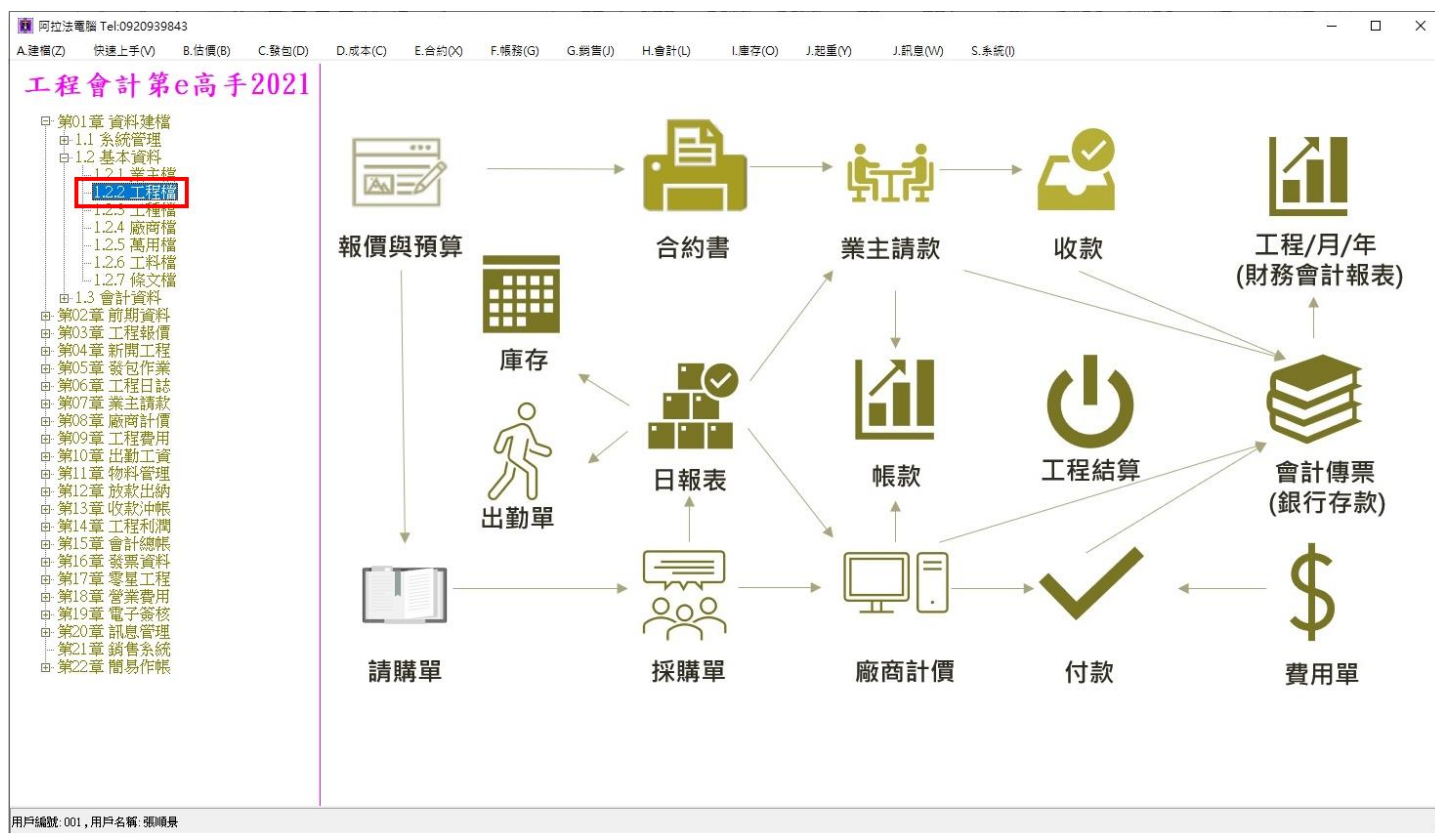 阿拉法電腦 Tel:0920939843
A.建檔(Z) 快速上手(V) B.估價(B) C.發包(D) D.成本(C) E.合約(X) F.帳務(G) G.銷售(J) H.會計(L) I.庫存(O) J.起重(Y) J.訊息(W) S.系統(I)
工程會計第e高手2021
第01章 資料建檔
1.1 系統管理
1.2 基本資料
1.2.1 業主檔
1.2.2 工程檔
1.2.3 工種檔
1.2.4 廠商檔
1.2.5 萬用檔
1.2.6 工料檔
1.2.7 條文檔
1.3 會計資料
第02章 前期資料
第03章 工程報價
第04章 新開工程
第05章 發包作業
第06章 工程日誌
第07章 業主請款
第08章 廠商計價
第09章 工程費用
第10章 出勤工資
第11章 物料管理
第12章 放款出納
第13章 收款沖帳
第14章 工程利潤
第15章 會計總帳
第16章 發票資料
第17章 零星工程
第18章 營業費用
第19章 電子簽核
第20章 訊息管理
第21章 銷售系統
第22章 簡易作帳
報價與預算
合約書
業主請款
收款
工程/月/年
(財務會計報表)
庫存
日報表
帳款
工程結算
會計傳票
(銀行存款)
出勤單
請購單
採購單
廠商計價
付款
費用單
用戶編號: 001 , 用戶名稱: 張順景